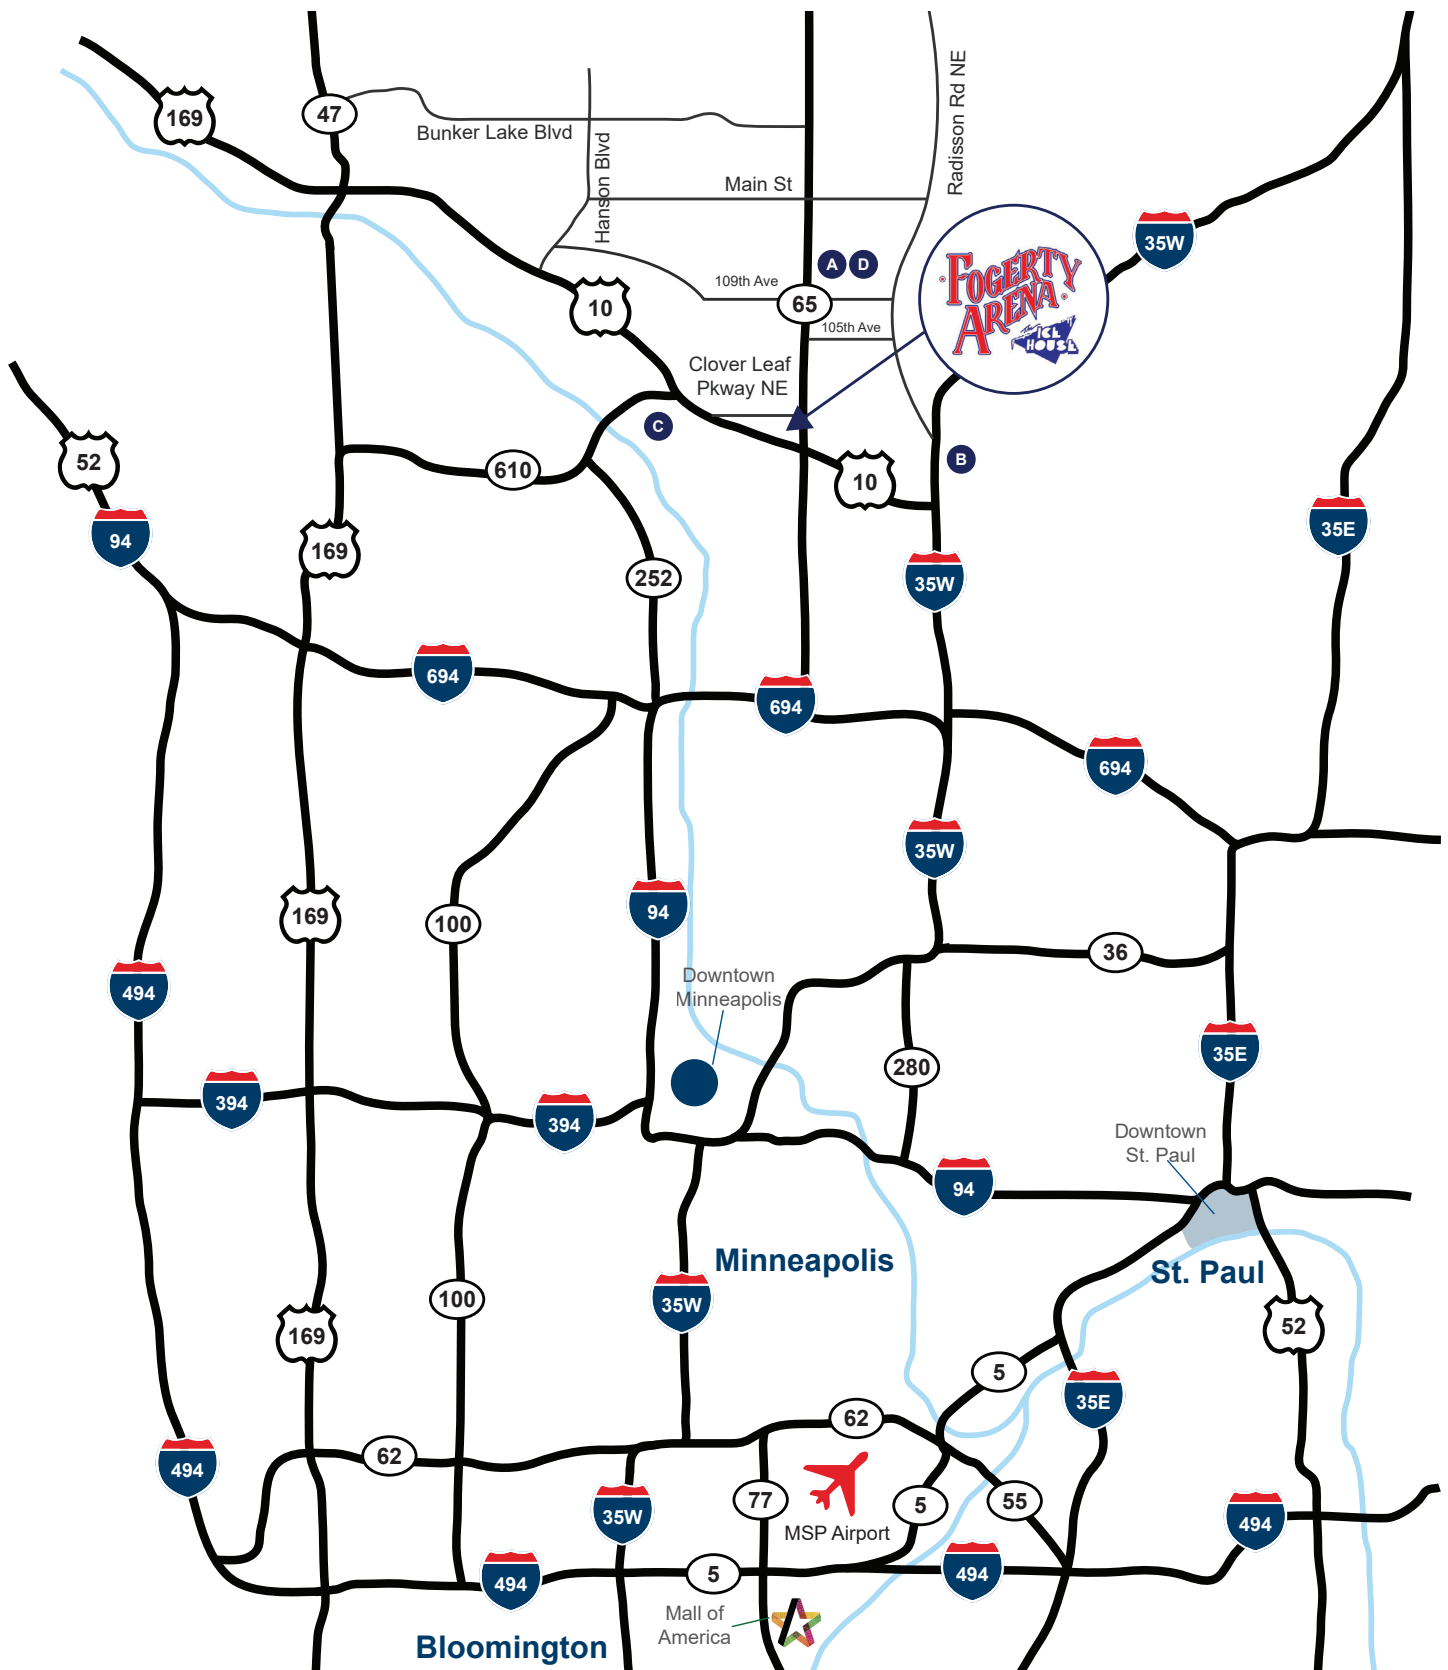 169
47
Bunker Lake Blvd
Hanson Blvd
Radisson Rd NE
Main St
35W
A
D
FOGERTY
ARENA
The
ICE
HOUSE
109th Ave
65
10
105th Ave
Clover Leaf
Pkway NE
C
B
52
610
10
94
169
35E
252
35W
694
694
694
35W
94
169
100
36
Downtown
Minneapolis
494
35E
280
394
394
Downtown
St. Paul
94
Minneapolis
St. Paul
100
35W
52
169
5
35E
62
62
494
77
5
55
35W
MSP Airport
494
5
494
494
Mall of
America
Bloomington